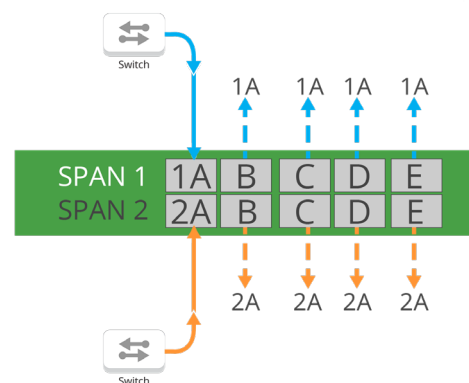 Switch
1A 1A 1A 1A
SPAN 1 1A B C D E
SPAN 2 2A B C D E
2A 2A 2A 2A
Switch